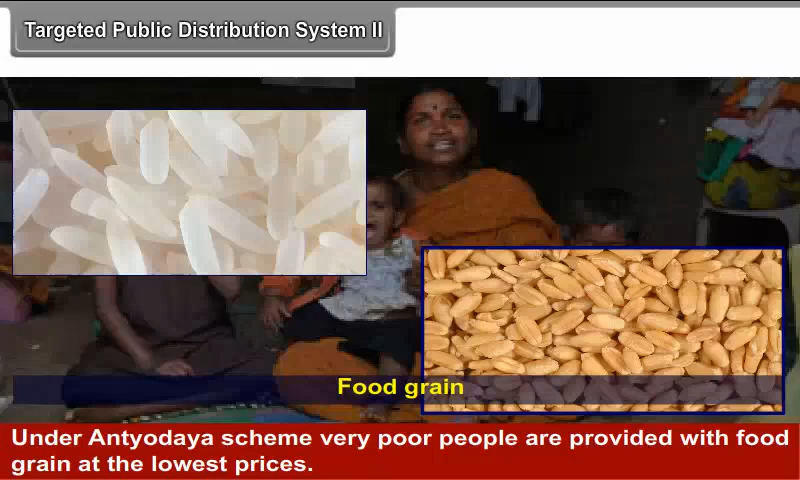 Targeted Public Distribution System II
Food grain
Under Antyodaya scheme very poor people are provided with food
grain at the lowest prices.